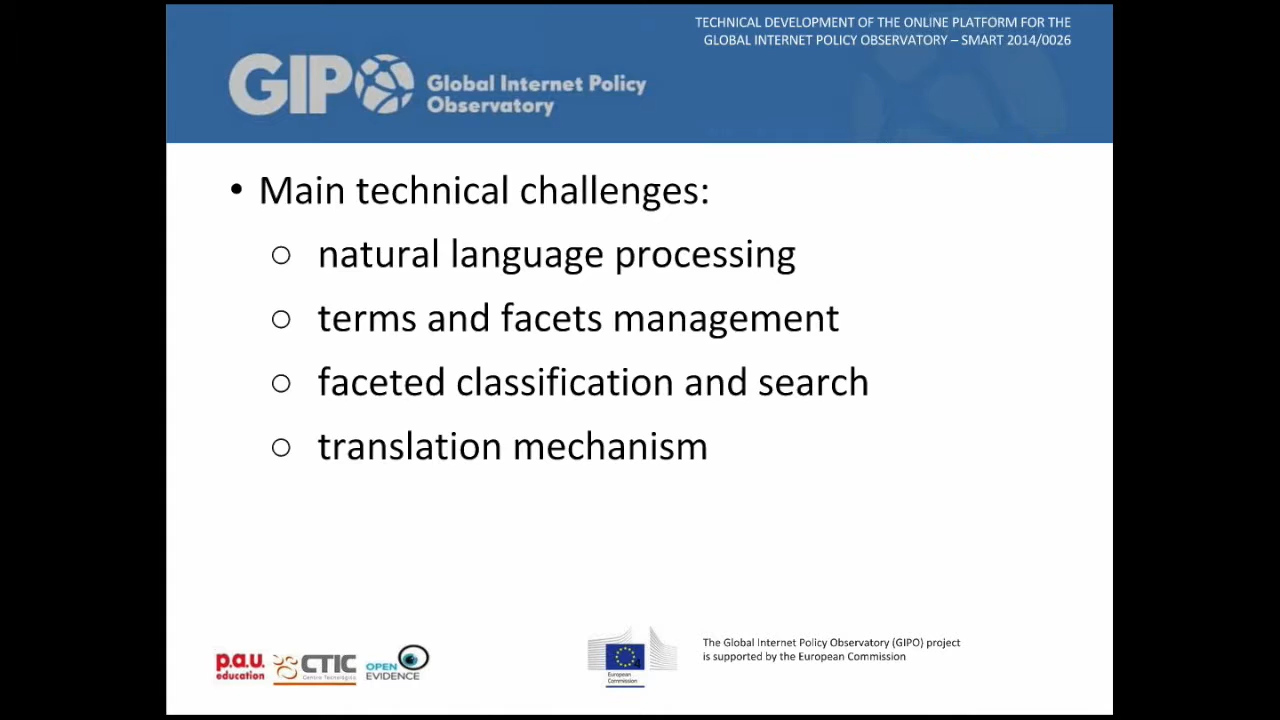 TECHNICAL DEVELOPMENT OF THE ONLINE PLATFORM FOR THE
GLOBAL INTERNET POLICY OBSERVATORY – SMART 2014/0026
GIPO Global Internet Policy
Observatory
• Main technical challenges:
○ natural language processing
○ terms and facets management
○ faceted classification and search
○ translation mechanism
p.a.u.
education
CTIC
Centro Tecnológico
OPEN
EVIDENCE
European
Commission
The Global Internet Policy Observatory (GIPO) project
is supported by the European Commission